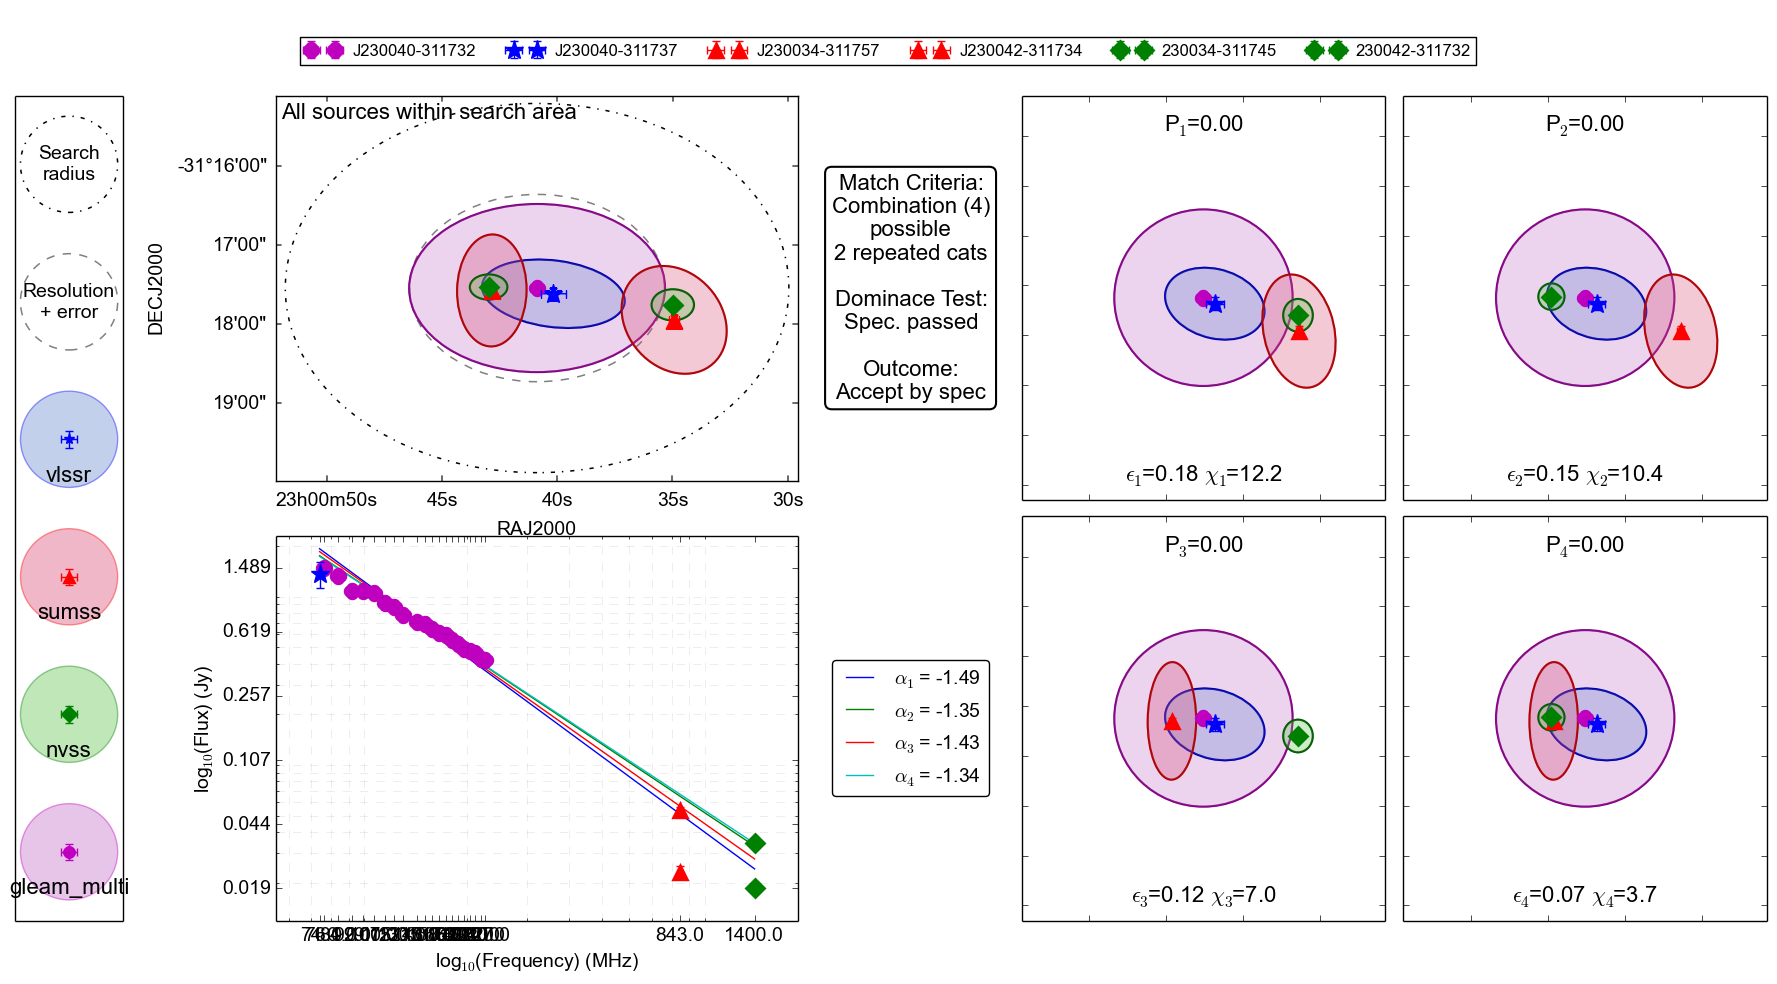 J230040-311732 J230040-311737 J230034-311757 J230042-311734 230034-311745 230042-311732
Search
radius
Resolution
+ error
vlssr
sumss
nvss
gleam_multi
All sources within search area
DECJ2000
-31°16'00"
17'00"
18'00"
19'00"
23h00m50s 45s 40s 35s 30s
RAJ2000
Match Criteria:
Combination (4)
possible
2 repeated cats
Dominace Test:
Spec. passed
Outcome:
Accept by spec
P₁=0.00
ϵ₁=0.18 χ₁=12.2
P₂=0.00
ϵ₂=0.15 χ₂=10.4
log₁₀(Flux) (Jy)
1.489
0.619
0.257
0.107
0.044
0.019
843.0 1400.0
log₁₀(Frequency) (MHz)
α₁ = -1.49
α₂ = -1.35
α₃ = -1.43
α₄ = -1.34
P₃=0.00
ϵ₃=0.12 χ₃=7.0
P₄=0.00
ϵ₄=0.07 χ₄=3.7